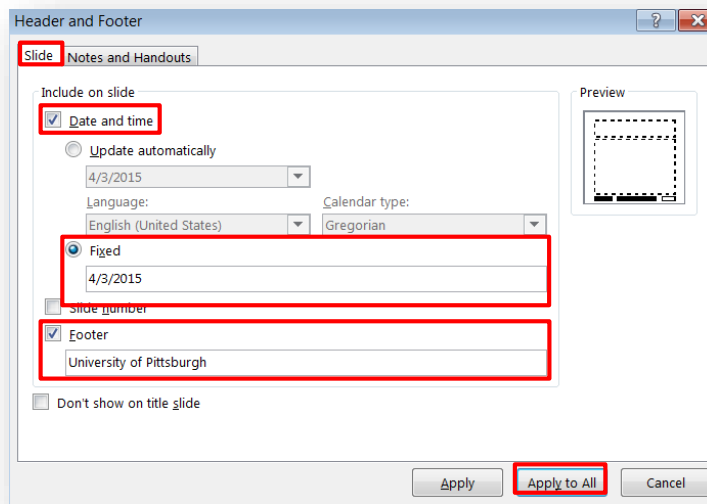 Header and Footer
Slide Notes and Handouts
Include on slide
Preview
Date and time
Update automatically
4/3/2015
Language: Calendar type:
English (United States) Gregorian
Fixed
4/3/2015
Slide number
Footer
University of Pittsburgh
Don't show on title slide
Apply Apply to All Cancel